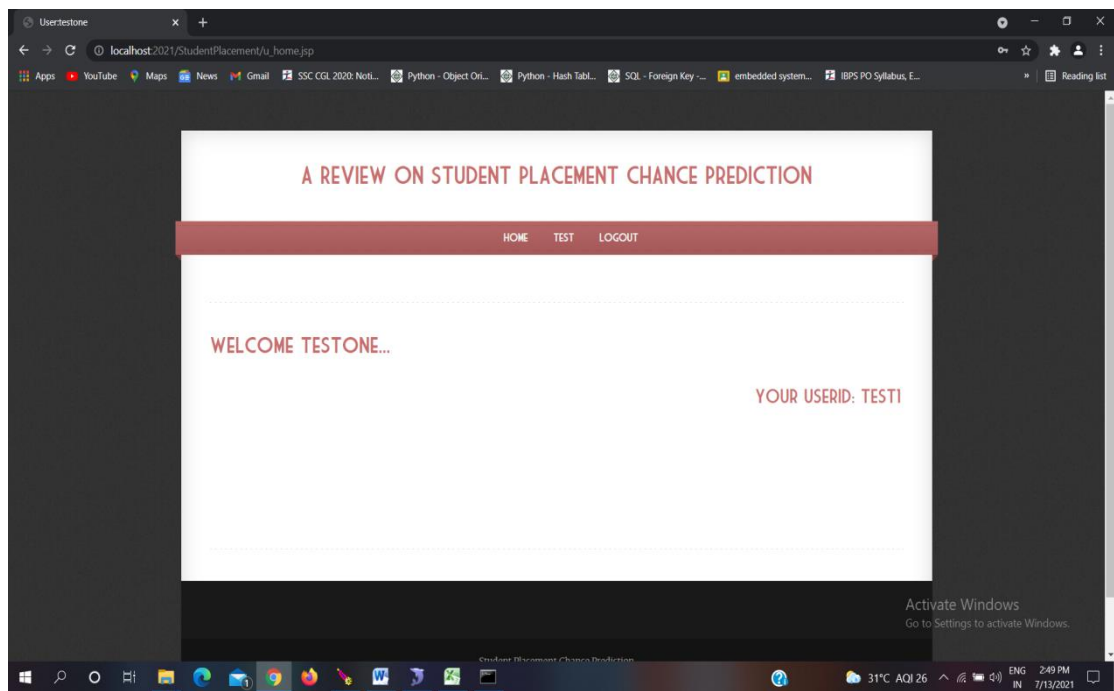 User:testone
localhost:2021/StudentPlacement/u_home.jsp
Apps YouTube Maps News Gmail SSC CGL 2020: Noti... Python - Object Ori... Python - Hash Tabl... SQL - Foreign Key -... embedded system... IBPS PO Syllabus, E... » Reading list
A REVIEW ON STUDENT PLACEMENT CHANCE PREDICTION
HOME TEST LOGOUT
WELCOME TESTONE...
YOUR USERID: TEST1
Activate Windows
Go to Settings to activate Windows.
Student Placement Chance Prediction
31°C AQI 26 ENG 2:49 PM
IN 7/13/2021